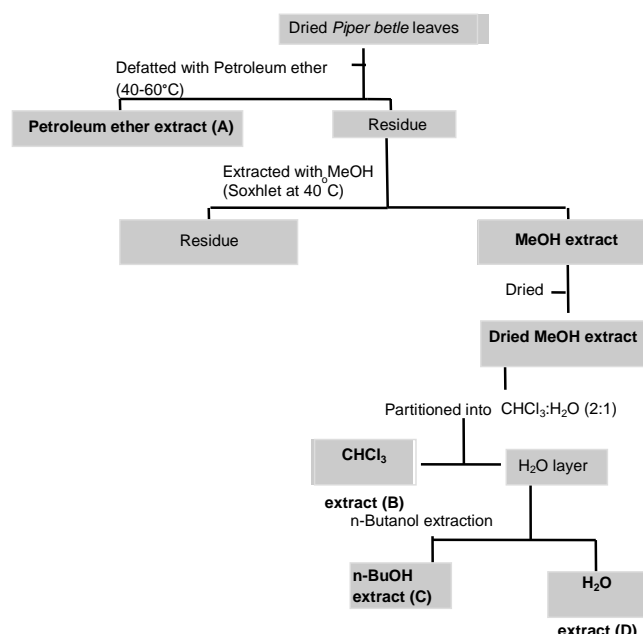 Dried Piper betle leaves
Defatted with Petroleum ether
(40-60°C)
Petroleum ether extract (A)
Residue
Extracted with MeOH
(Soxhlet at 40°C)
Residue
MeOH extract
Dried
Dried MeOH extract
Partitioned into CHCl₃:H₂O (2:1)
CHCl₃
H₂O layer
extract (B)
n-Butanol extraction
n-BuOH
extract (C)
H₂O
extract (D)